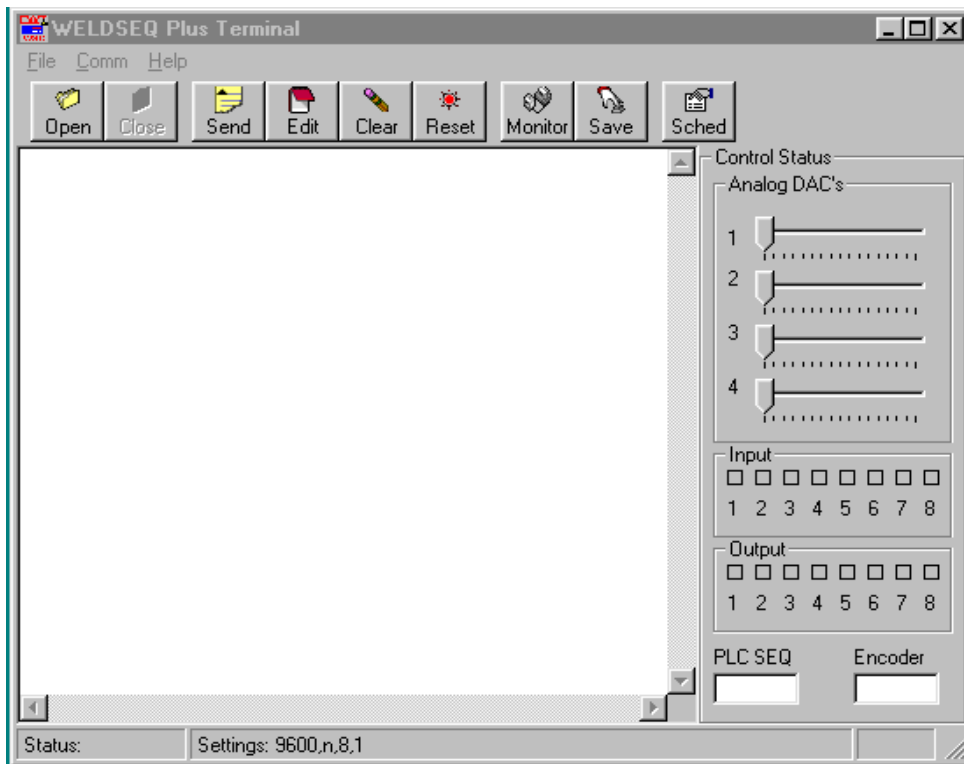 WELDSEQ Plus Terminal
File Comm Help
Open Close Send Edit Clear Reset Monitor Save Sched
Control Status
Analog DAC's
1
2
3
4
Input
1 2 3 4 5 6 7 8
Output
1 2 3 4 5 6 7 8
PLC SEQ Encoder
Status: Settings: 9600,n,8,1